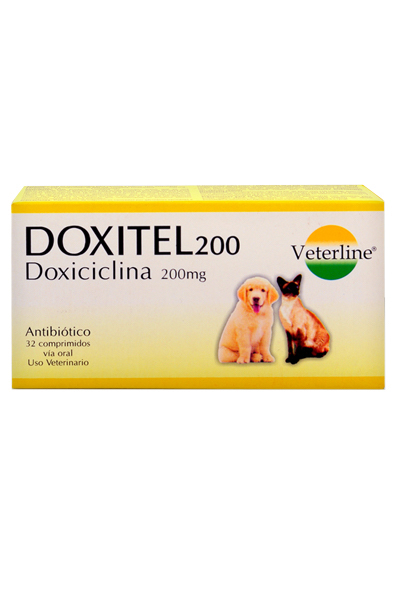 DOXITEL200
Doxiciclina 200mg
Veterline®
Antibiótico
32 comprimidos
vía oral
Uso Veterinario